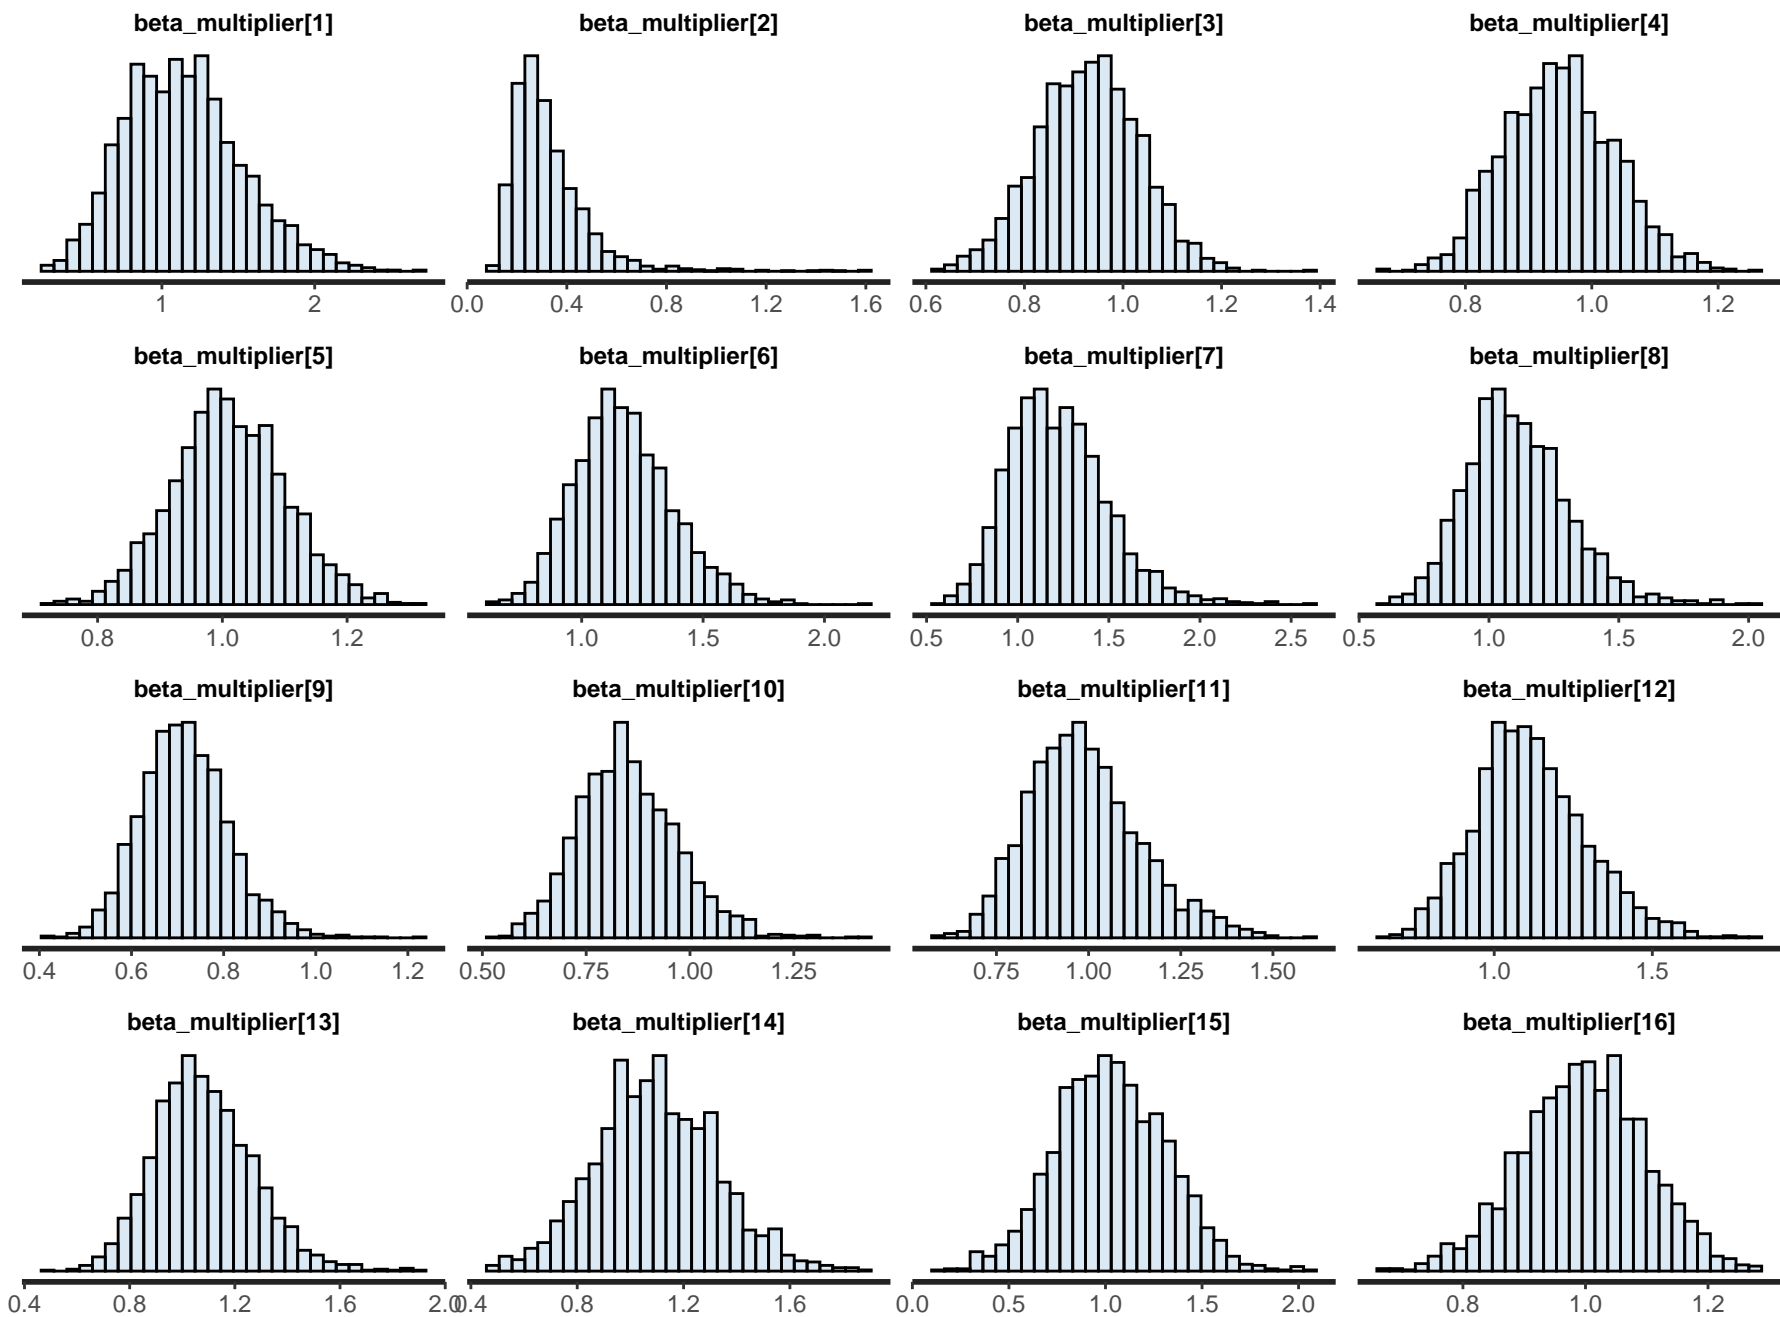 beta_multiplier[1] beta_multiplier[2] beta_multiplier[3] beta_multiplier[4]
1 2 0.0 0.4 0.8 1.2 1.6 0.6 0.8 1.0 1.2 1.4 0.8 1.0 1.2
beta_multiplier[5] beta_multiplier[6] beta_multiplier[7] beta_multiplier[8]
0.8 1.0 1.2 1.0 1.5 2.0 0.5 1.0 1.5 2.0 2.5 0.5 1.0 1.5 2.0
beta_multiplier[9] beta_multiplier[10] beta_multiplier[11] beta_multiplier[12]
0.4 0.6 0.8 1.0 1.2 0.50 0.75 1.00 1.25 0.75 1.00 1.25 1.50 1.0 1.5
beta_multiplier[13] beta_multiplier[14] beta_multiplier[15] beta_multiplier[16]
0.4 0.8 1.2 1.6 2.0 0.4 0.8 1.2 1.6 0.0 0.5 1.0 1.5 2.0 0.8 1.0 1.2